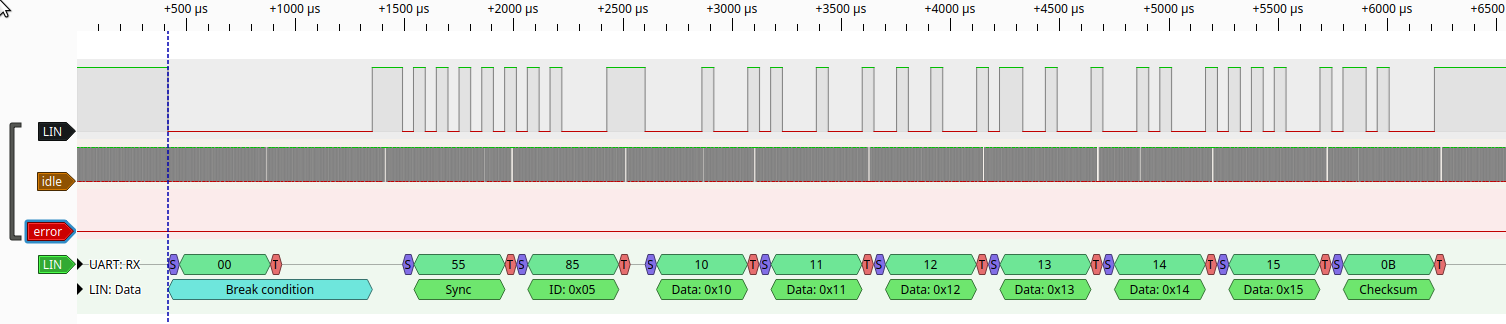 +500 µs +1000 µs +1500 µs +2000 µs +2500 µs +3000 µs +3500 µs +4000 µs +4500 µs +5000 µs +5500 µs +6000 µs +6500
LIN
idle
error
LIN UART: RX S 00 T S 55 T S 85 T S 10 T S 11 T S 12 T S 13 T S 14 T S 15 T S 0B T
LIN: Data Break condition Sync ID: 0x05 Data: 0x10 Data: 0x11 Data: 0x12 Data: 0x13 Data: 0x14 Data: 0x15 Checksum